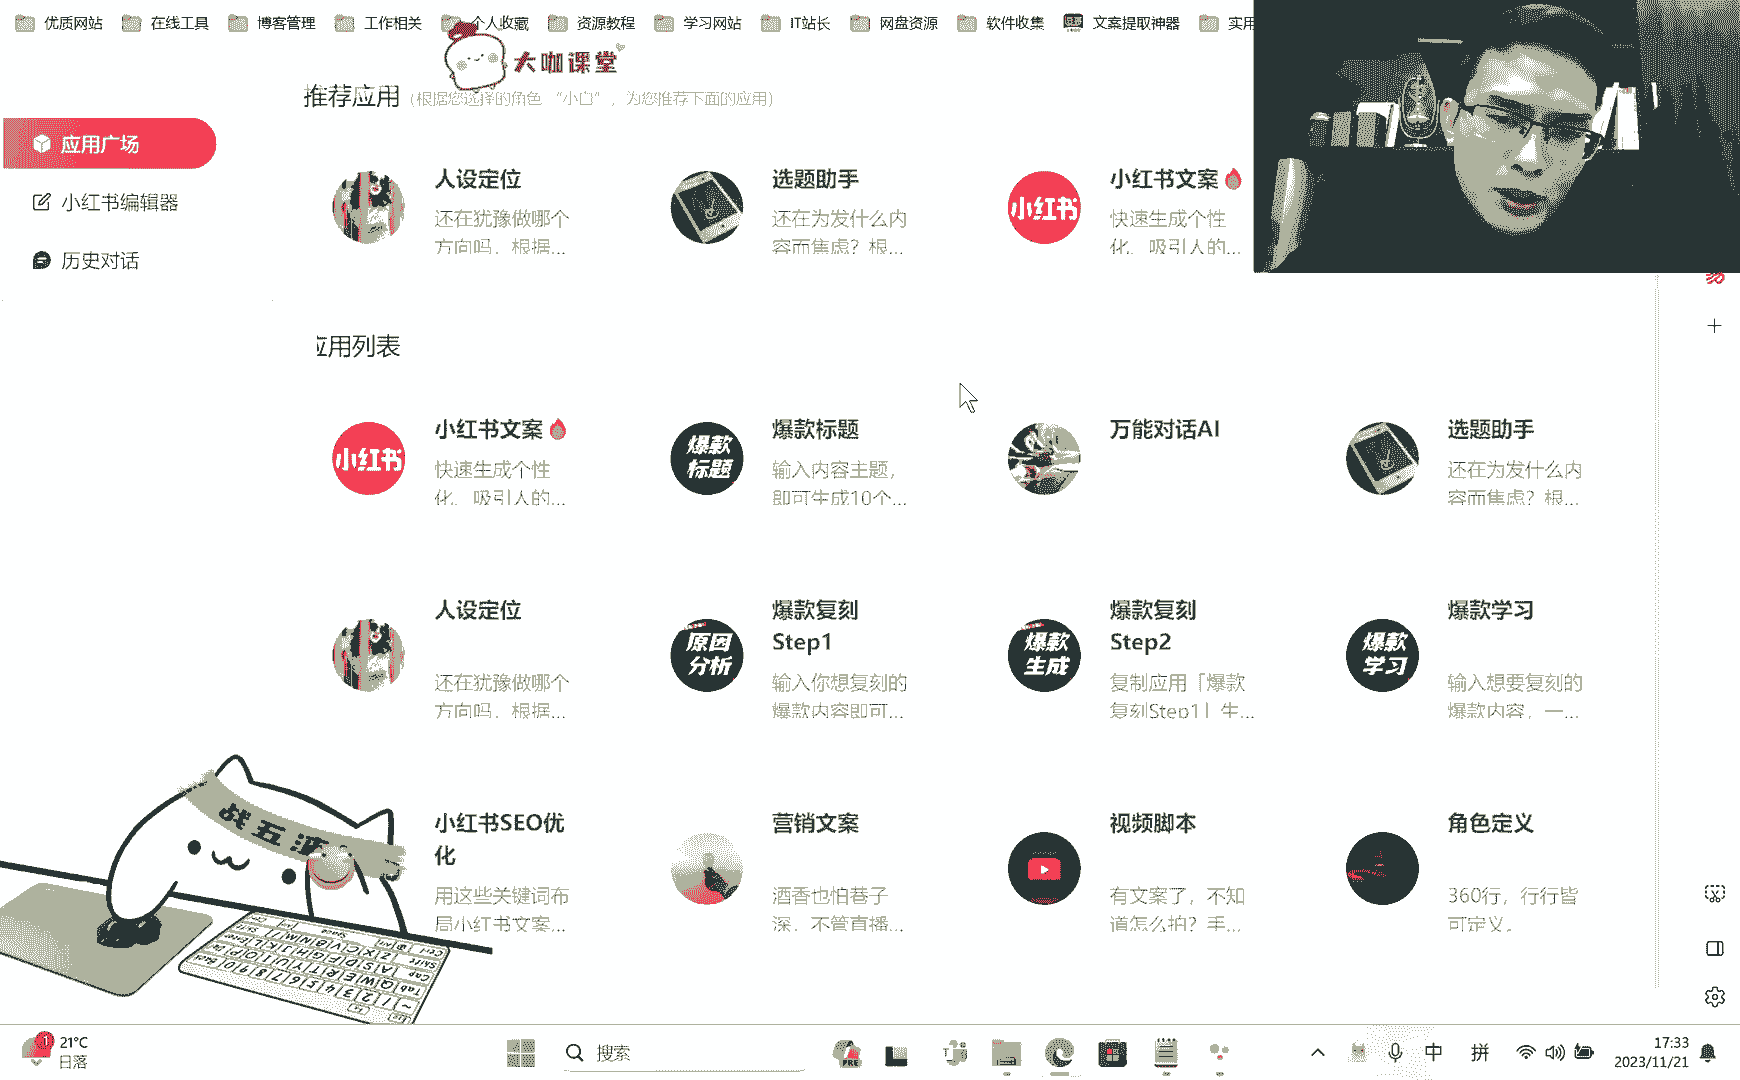 优质网站 在线工具 博客管理 工作相关 个人收藏 资源教程 学习网站 IT站长 网盘资源 软件收集 文案提取神器 实用
大咖课堂
推荐应用（根据您选择的角色 “小白”，为您推荐下面的应用）
应用广场
小红书编辑器
历史对话
人设定位
还在犹豫做哪个
方向吗，根据...
选题助手
还在为发什么内
容而焦虑？根...
小红书
小红书文案
快速生成个性
化、吸引人的...
应用列表
小红书
小红书文案
快速生成个性
化、吸引人的...
爆款
标题
爆款标题
输入内容主题，
即可生成10个...
万能对话AI
选题助手
还在为发什么内
容而焦虑？根...
人设定位
还在犹豫做哪个
方向吗，根据...
原因
分析
爆款复刻
Step1
输入你想复刻的
爆款内容即可...
爆款
生成
爆款复刻
Step2
复制应用「爆款
复刻Step1」生...
爆款
学习
爆款学习
输入想要复刻的
爆款内容，一...
小红书SEO优
化
用这些关键词布
局小红书文案...
营销文案
酒香也怕巷子
深，不管直播...
视频脚本
有文案了，不知
道怎么拍？手...
角色定义
360行，行行皆
可定义。
战五渣
21°C
日落
搜索
PRE
中
拼
17:33
2023/11/21